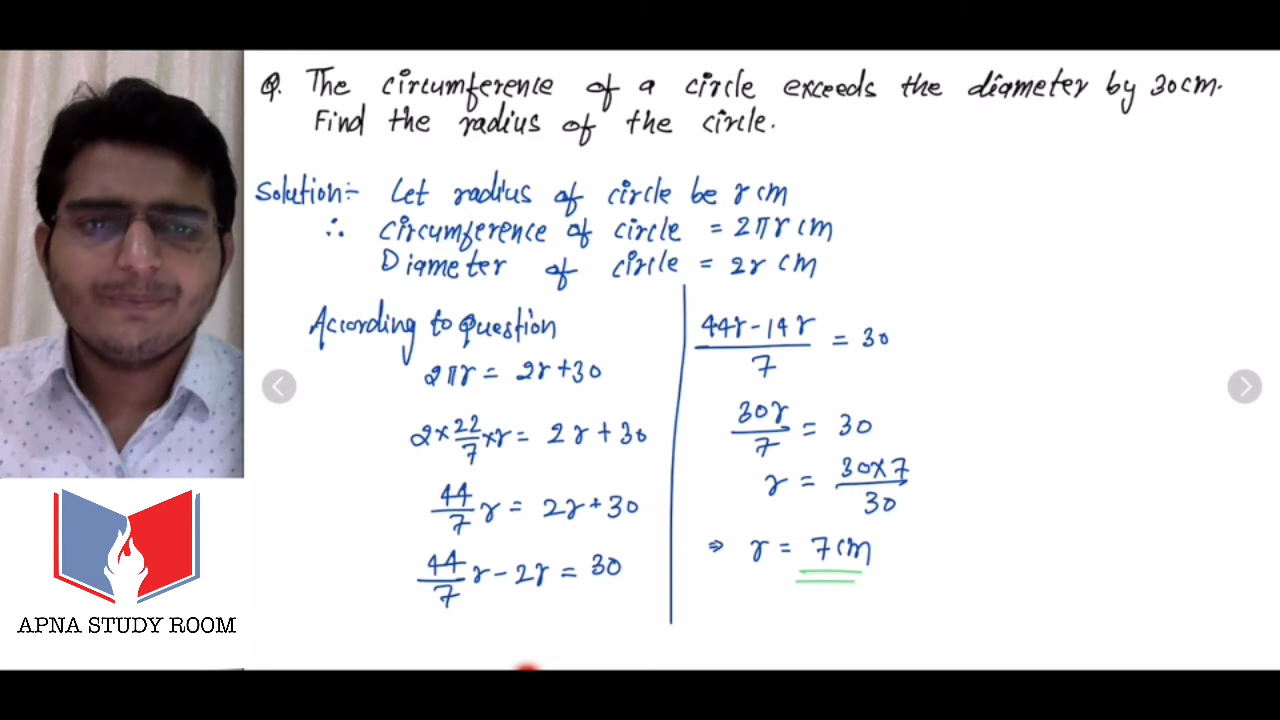 Q. The circumference of a circle exceeds the diameter by 30cm.
Find the radius of the circle.
Solution:- Let radius of circle be r cm
∴ circumference of circle = 2πr cm
Diameter of circle = 2r cm
According to question
2πr = 2r + 30
2 × 22/7 × r = 2r + 30
44/7 r = 2r + 30
44/7 r - 2r = 30
44r - 14r / 7 = 30
30r / 7 = 30
r = 30×7 / 30
⇒ r = 7cm
APNA STUDY ROOM